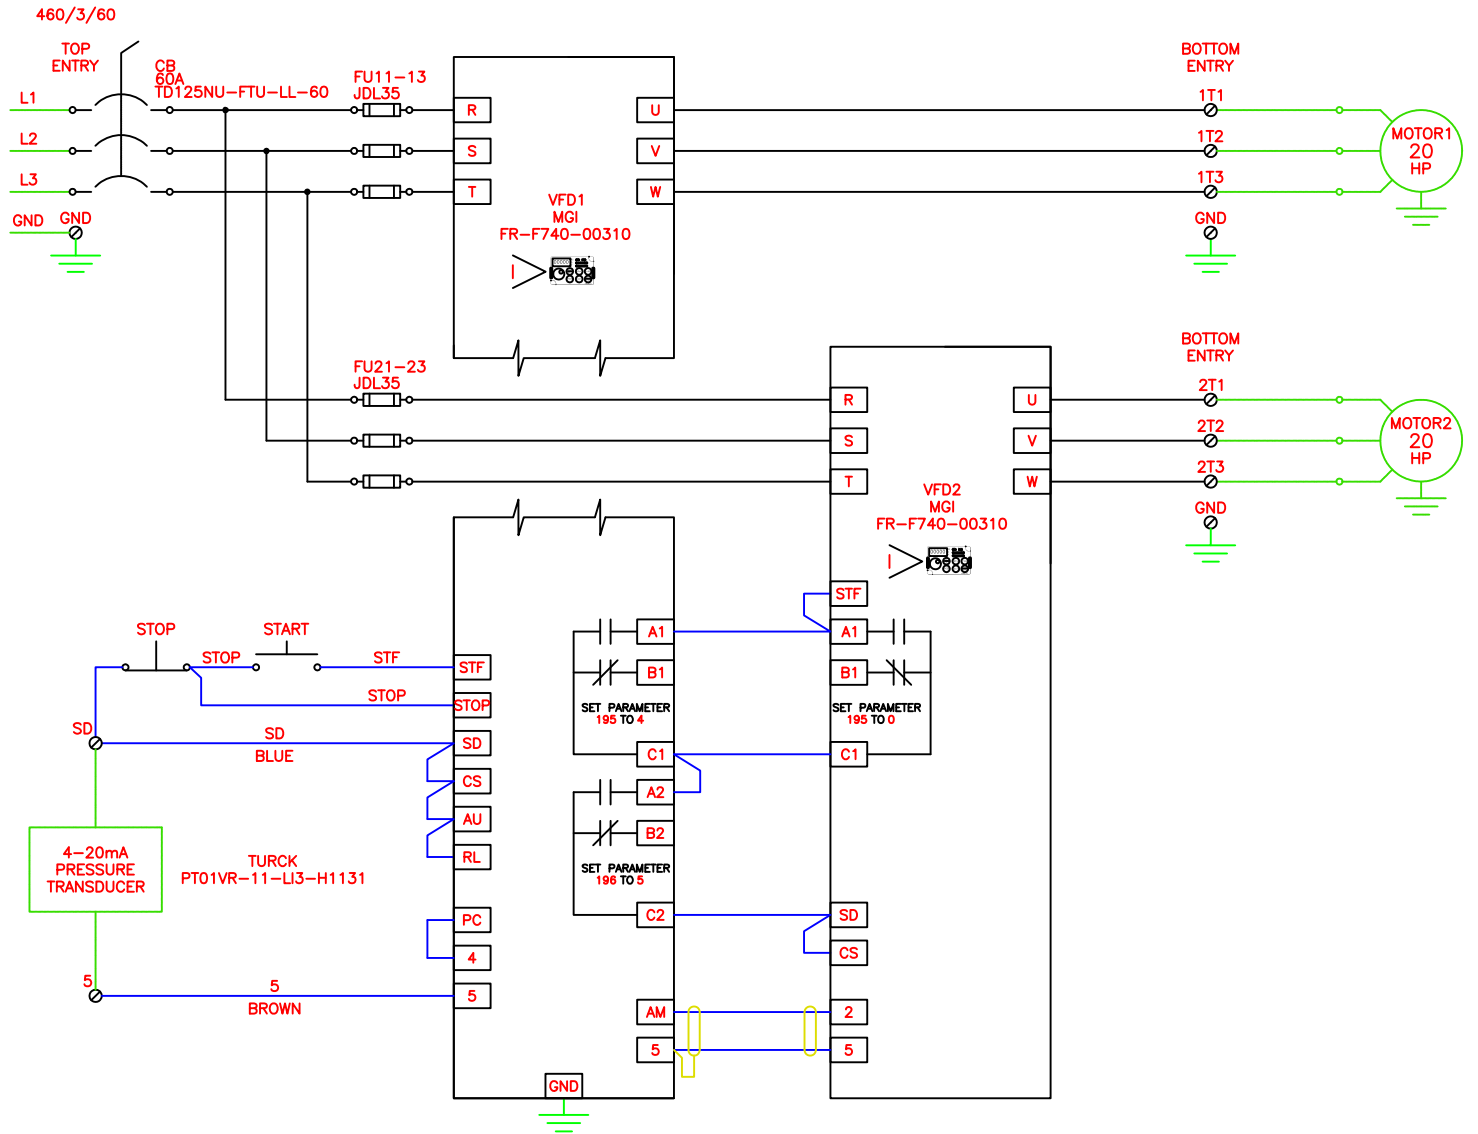 460/3/60
TOP
ENTRY
CB
60A
TD125NU-FTU-LL-60
FU11-13
JDL35
BOTTOM
ENTRY
L1
L2
L3
GND
GND
R
S
T
U
V
W
VFD1
MGI
FR-F740-00310
1T1
1T2
1T3
GND
MOTOR1
20
HP
FU21-23
JDL35
BOTTOM
ENTRY
R
S
T
U
V
W
VFD2
MGI
FR-F740-00310
2T1
2T2
2T3
GND
MOTOR2
20
HP
STOP
START
STOP
STF
STOP
SD
SD
BLUE
STF
STOP
SD
CS
AU
RL
PC
4
5
4-20mA
PRESSURE
TRANSDUCER
TURCK
PT01VR-11-LI3-H1131
5
5
BROWN
A1
B1
SET PARAMETER
195 TO 4
C1
A2
B2
SET PARAMETER
196 TO 5
C2
AM
5
GND
STF
A1
B1
SET PARAMETER
195 TO 0
C1
SD
CS
2
5